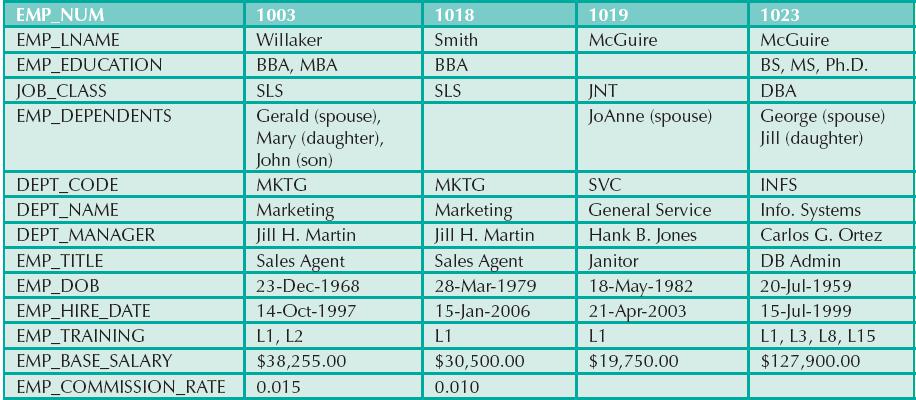 EMP_NUM 1003 1018 1019 1023
EMP_LNAME Willaker Smith McGuire McGuire
EMP_EDUCATION BBA, MBA BBA BS, MS, Ph.D.
JOB_CLASS SLS SLS JNT DBA
EMP_DEPENDENTS Gerald (spouse), JoAnne (spouse) George (spouse)
Mary (daughter), Jill (daughter)
John (son)
DEPT_CODE MKTG MKTG SVC INFS
DEPT_NAME Marketing Marketing General Service Info. Systems
DEPT_MANAGER Jill H. Martin Jill H. Martin Hank B. Jones Carlos G. Ortez
EMP_TITLE Sales Agent Sales Agent Janitor DB Admin
EMP_DOB 23-Dec-1968 28-Mar-1979 18-May-1982 20-Jul-1959
EMP_HIRE_DATE 14-Oct-1997 15-Jan-2006 21-Apr-2003 15-Jul-1999
EMP_TRAINING L1, L2 L1 L1 L1, L3, L8, L15
EMP_BASE_SALARY $38,255.00 $30,500.00 $19,750.00 $127,900.00
EMP_COMMISSION_RATE 0.015 0.010